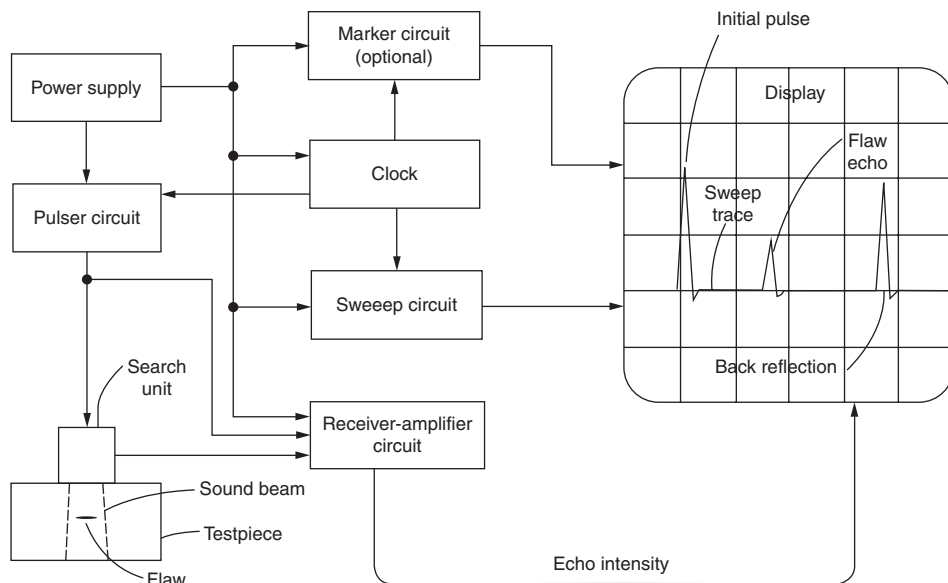 Initial pulse
Marker circuit
(optional)
Power supply
Display
Flaw
echo
Clock
Pulser circuit
Sweep
trace
Sweeep circuit
Search
unit
Back reflection
Receiver-amplifier
circuit
Sound beam
Testpiece
Flaw
Echo intensity